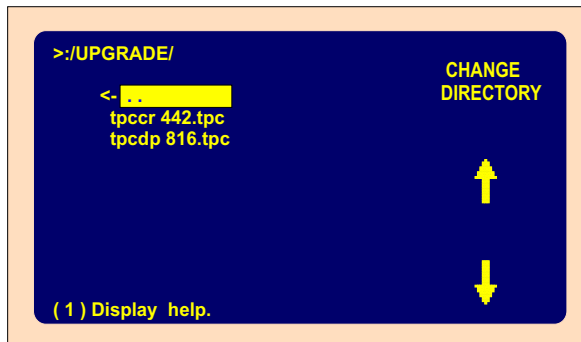 >:/UPGRADE/
CHANGE
DIRECTORY
<- . .
tpccr 442.tpc
tpcdp 816.tpc
( 1 ) Display help.